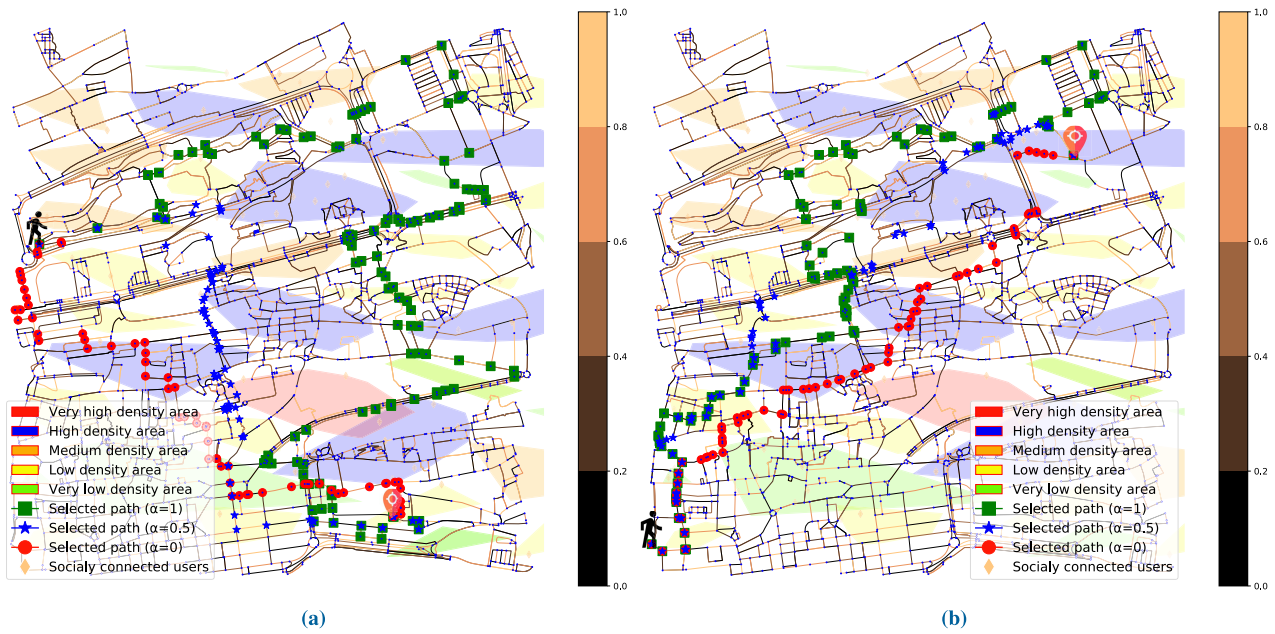 1.0
0.8
0.6
0.4
0.2
0.0
Very high density area
High density area
Medium density area
Low density area
Very low density area
Selected path (α=1)
Selected path (α=0.5)
Selected path (α=0)
Socialy connected users
(a)
1.0
0.8
0.6
0.4
0.2
0.0
Very high density area
High density area
Medium density area
Low density area
Very low density area
Selected path (α=1)
Selected path (α=0.5)
Selected path (α=0)
Socialy connected users
(b)